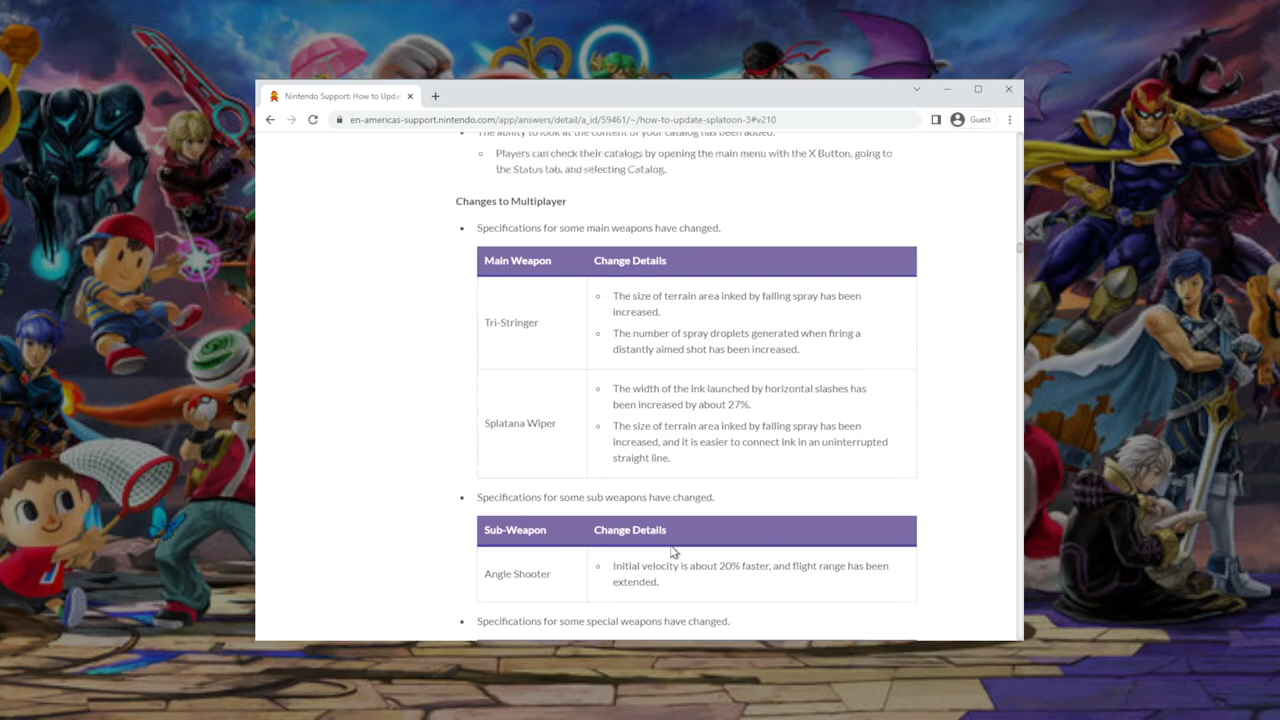 Nintendo Support: How to Upda
en-americas-support.nintendo.com/app/answers/detail/a_id/59461/~/how-to-update-splatoon-3#v210
Guest
The ability to look at the content of your catalog has been added.
Players can check their catalogs by opening the main menu with the X Button, going to
the Status tab, and selecting Catalog.
Changes to Multiplayer
Specifications for some main weapons have changed.
Main Weapon Change Details
Tri-Stringer
The size of terrain area inked by falling spray has been
increased.
The number of spray droplets generated when firing a
distantly aimed shot has been increased.
Splatana Wiper
The width of the ink launched by horizontal slashes has
been increased by about 27%.
The size of terrain area inked by falling spray has been
increased, and it is easier to connect ink in an uninterrupted
straight line.
Specifications for some sub weapons have changed.
Sub-Weapon Change Details
Angle Shooter
Initial velocity is about 20% faster, and flight range has been
extended.
Specifications for some special weapons have changed.